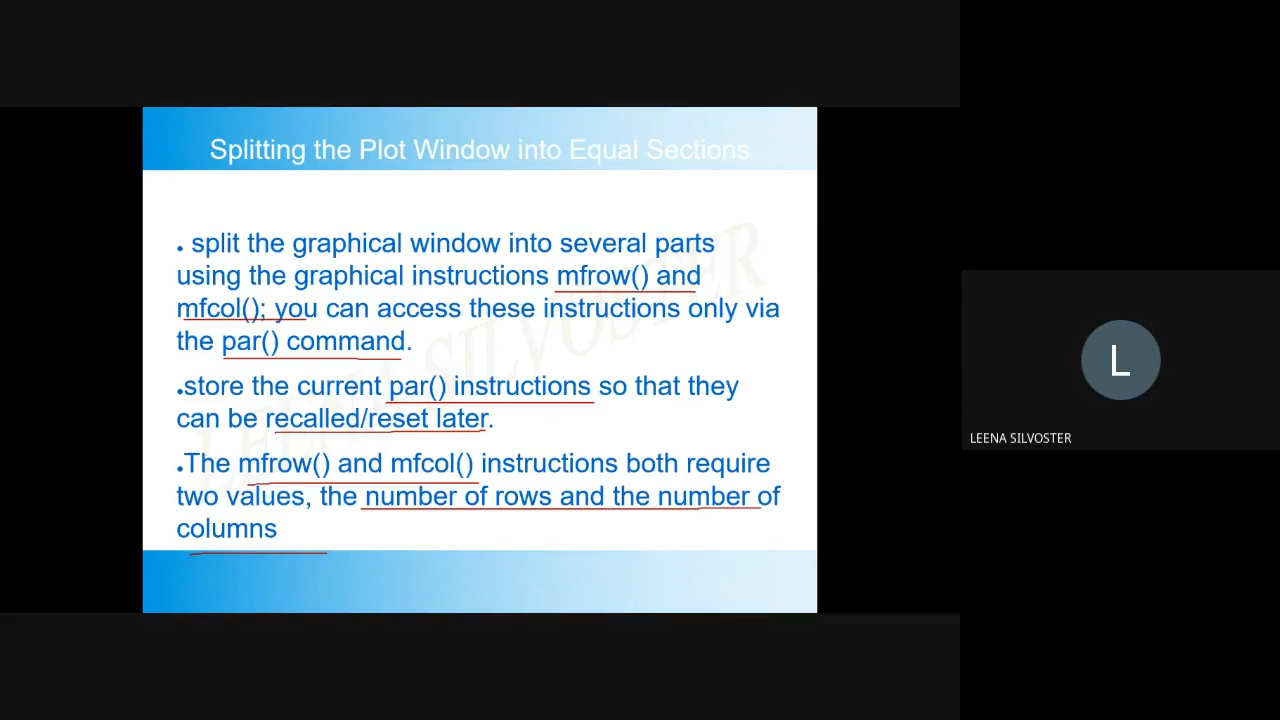 Splitting the Plot Window into Equal Sections
. split the graphical window into several parts
using the graphical instructions mfrow() and
mfcol(); you can access these instructions only via
the par() command.
.store the current par() instructions so that they
can be recalled/reset later.
.The mfrow() and mfcol() instructions both require
two values, the number of rows and the number of
columns
LEENA SILVOSTER
L
LEENA SILVOSTER